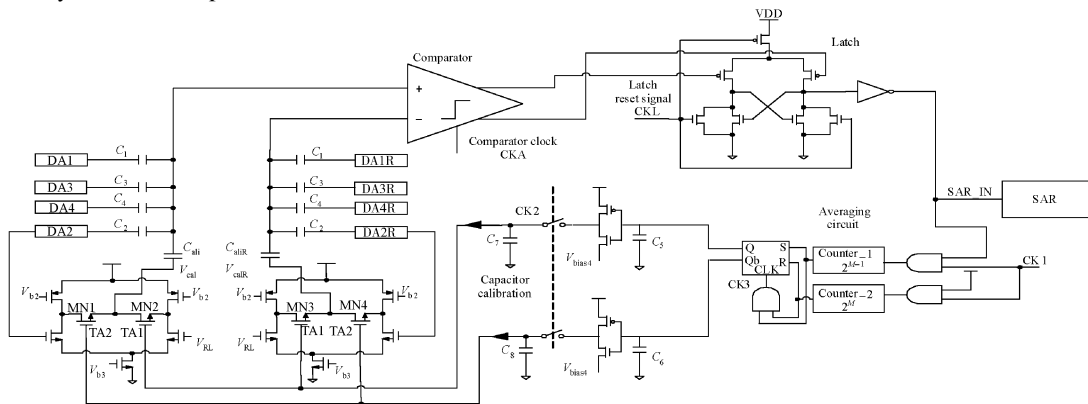 VDD
Comparator
Latch
Latch
reset signal
CKL
+
−
Comparator clock
CKA
DA1
C1
C1
DA1R
DA3
C3
C3
DA3R
DA4
C4
C4
DA4R
DA2
C2
C2
DA2R
SAR_IN
SAR
Averaging
circuit
CK2
C7
C5
Vbias4
Q
S
Qb
R
CLK
CK3
Counter_1
2^{M−1}
Counter_2
2^M
CK1
Cali
Vcal
CaliR
VcalR
Capacitor
calibration
Vb2
Vb2
Vb2
Vb2
MN1
MN2
MN3
MN4
TA2
TA1
TA1
TA2
VRL
VRL
Vb3
Vb3
C8
C6
Vbias4